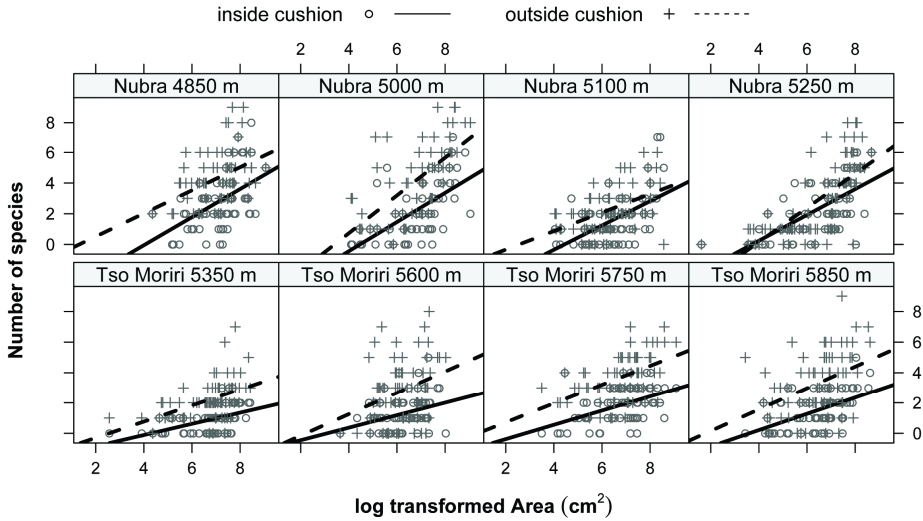 inside cushion outside cushion
2 4 6 8 2 4 6 8
Nubra 4850 m Nubra 5000 m Nubra 5100 m Nubra 5250 m
8
6
4
2
0
Number of species
Tso Moriri 5350 m Tso Moriri 5600 m Tso Moriri 5750 m Tso Moriri 5850 m
8
6
4
2
0
2 4 6 8 2 4 6 8
log transformed Area (cm²)